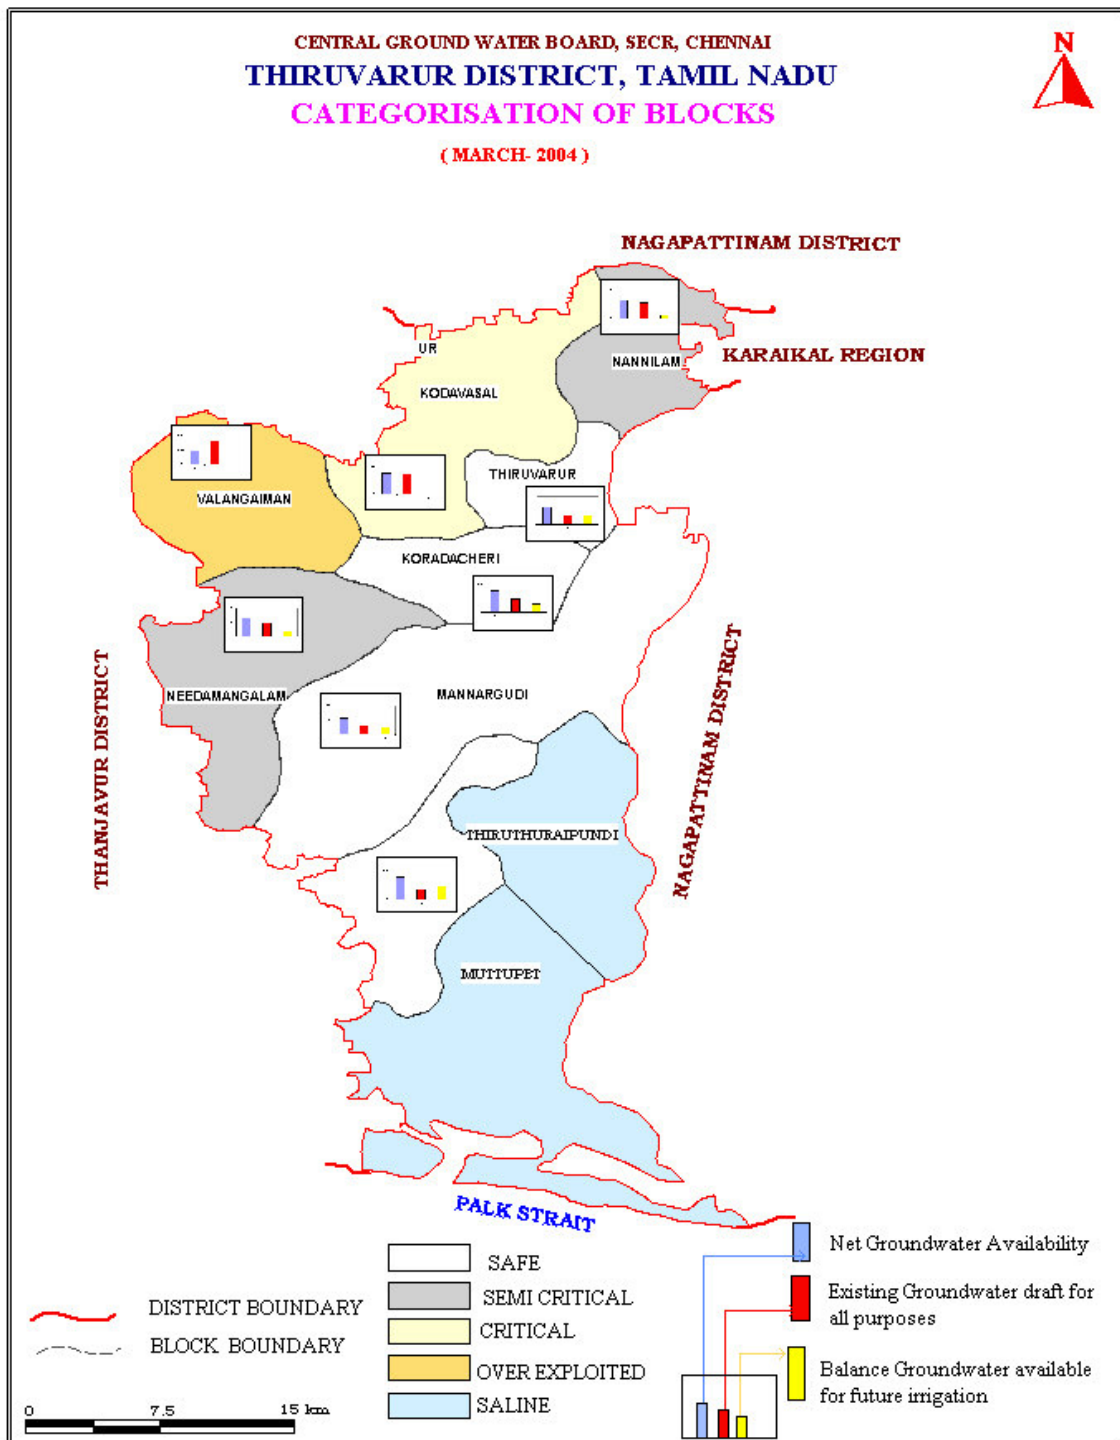 CENTRAL GROUND WATER BOARD, SECR, CHENNAI
THIRUVARUR DISTRICT, TAMIL NADU
CATEGORISATION OF BLOCKS
( MARCH- 2004 )
N
NAGAPATTINAM DISTRICT
KARAIKAL REGION
UR
NANNILAM
KODAVASAL
THIRUVARUR
VALANGAIMAN
KORADACHERI
NEEDAMANGALAM
MANNARGUDI
THANJAVUR DISTRICT
NAGAPATTINAM DISTRICT
THIRUTHURAIPUNDI
MUTTUPET
PALK STRAIT
DISTRICT BOUNDARY
BLOCK BOUNDARY
0 7.5 15 km
SAFE
SEMI CRITICAL
CRITICAL
OVER EXPLOITED
SALINE
Net Groundwater Availability
Existing Groundwater draft for
all purposes
Balance Groundwater available
for future irrigation